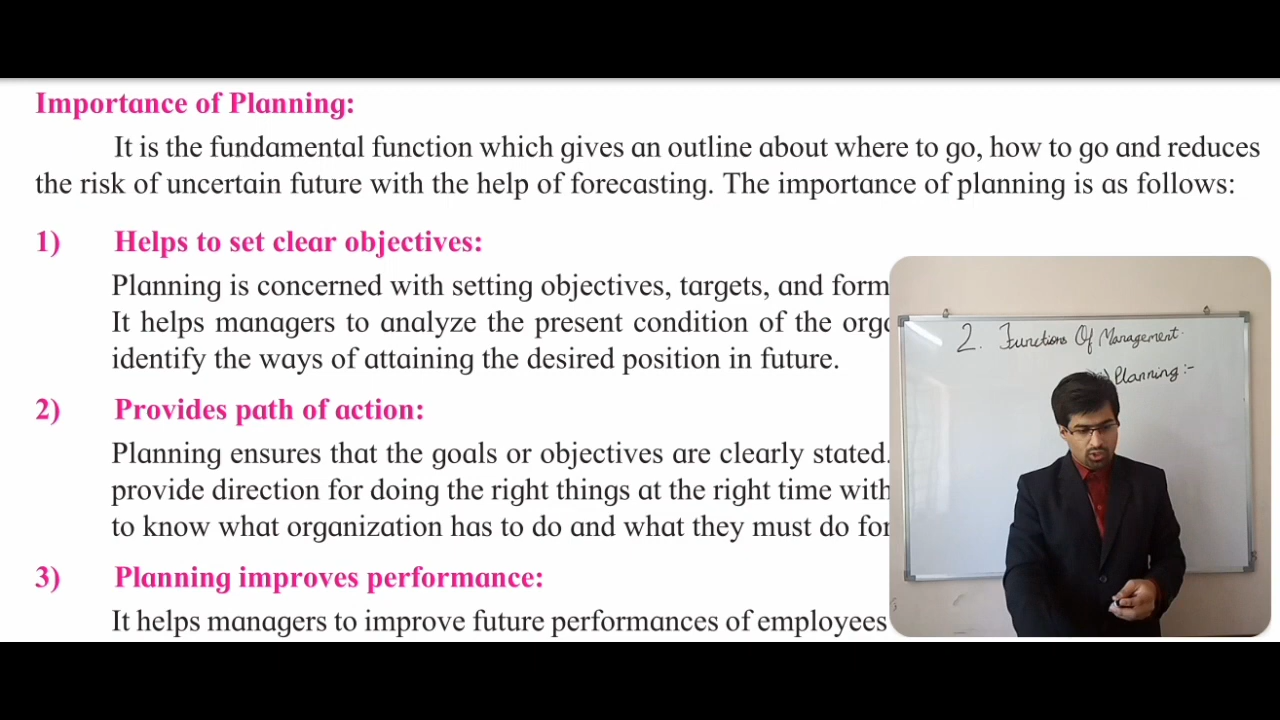 Importance of Planning:
It is the fundamental function which gives an outline about where to go, how to go and reduces
the risk of uncertain future with the help of forecasting. The importance of planning is as follows:
1) Helps to set clear objectives:
Planning is concerned with setting objectives, targets, and form
It helps managers to analyze the present condition of the orga
identify the ways of attaining the desired position in future.
2) Provides path of action:
Planning ensures that the goals or objectives are clearly stated.
provide direction for doing the right things at the right time with
to know what organization has to do and what they must do for
3) Planning improves performance:
It helps managers to improve future performances of employees
2. Functions Of Management.
Planning :-